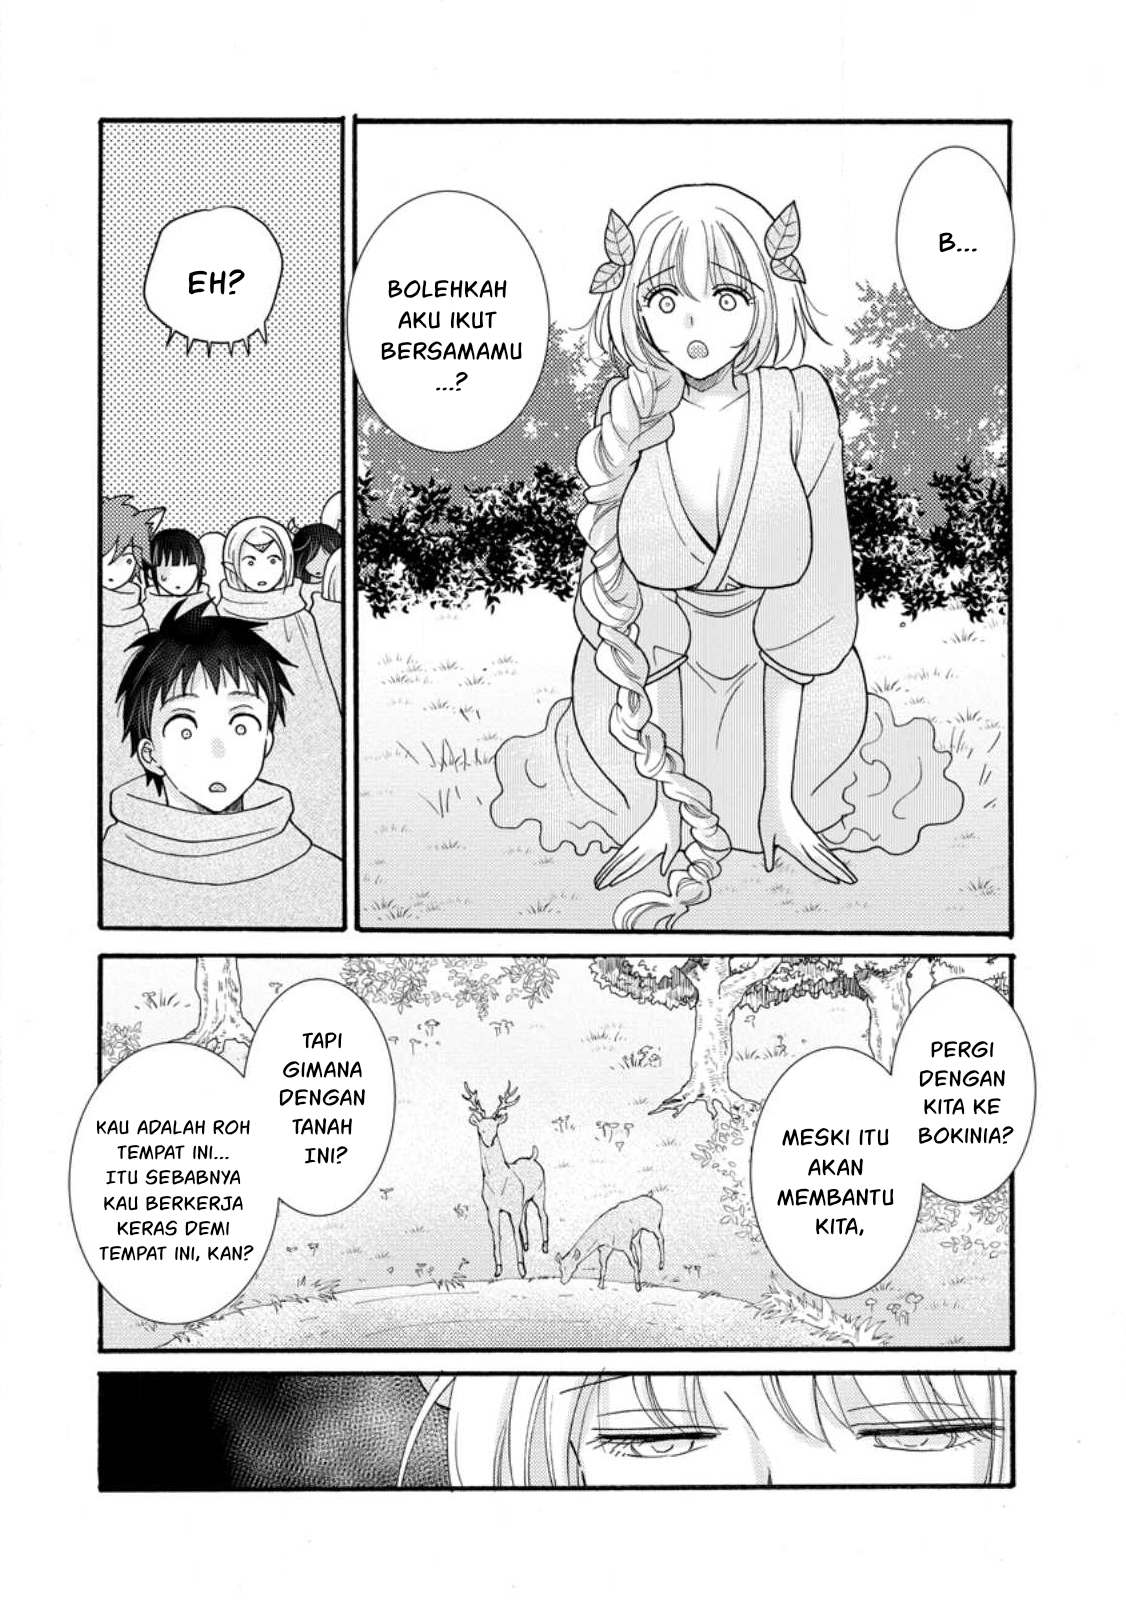 B...
BOLEHKAH
AKU IKUT
BERSAMAMU
...?
EH?
PERGI
DENGAN
KITA KE
BOKINIA?
MESKI ITU
AKAN
MEMBANTU
KITA,
TAPI
GIMANA
DENGAN
TANAH
INI?
KAU ADALAH ROH
TEMPAT INI...
ITU SEBABNYA
KAU BERKERJA
KERAS DEMI
TEMPAT INI, KAN?